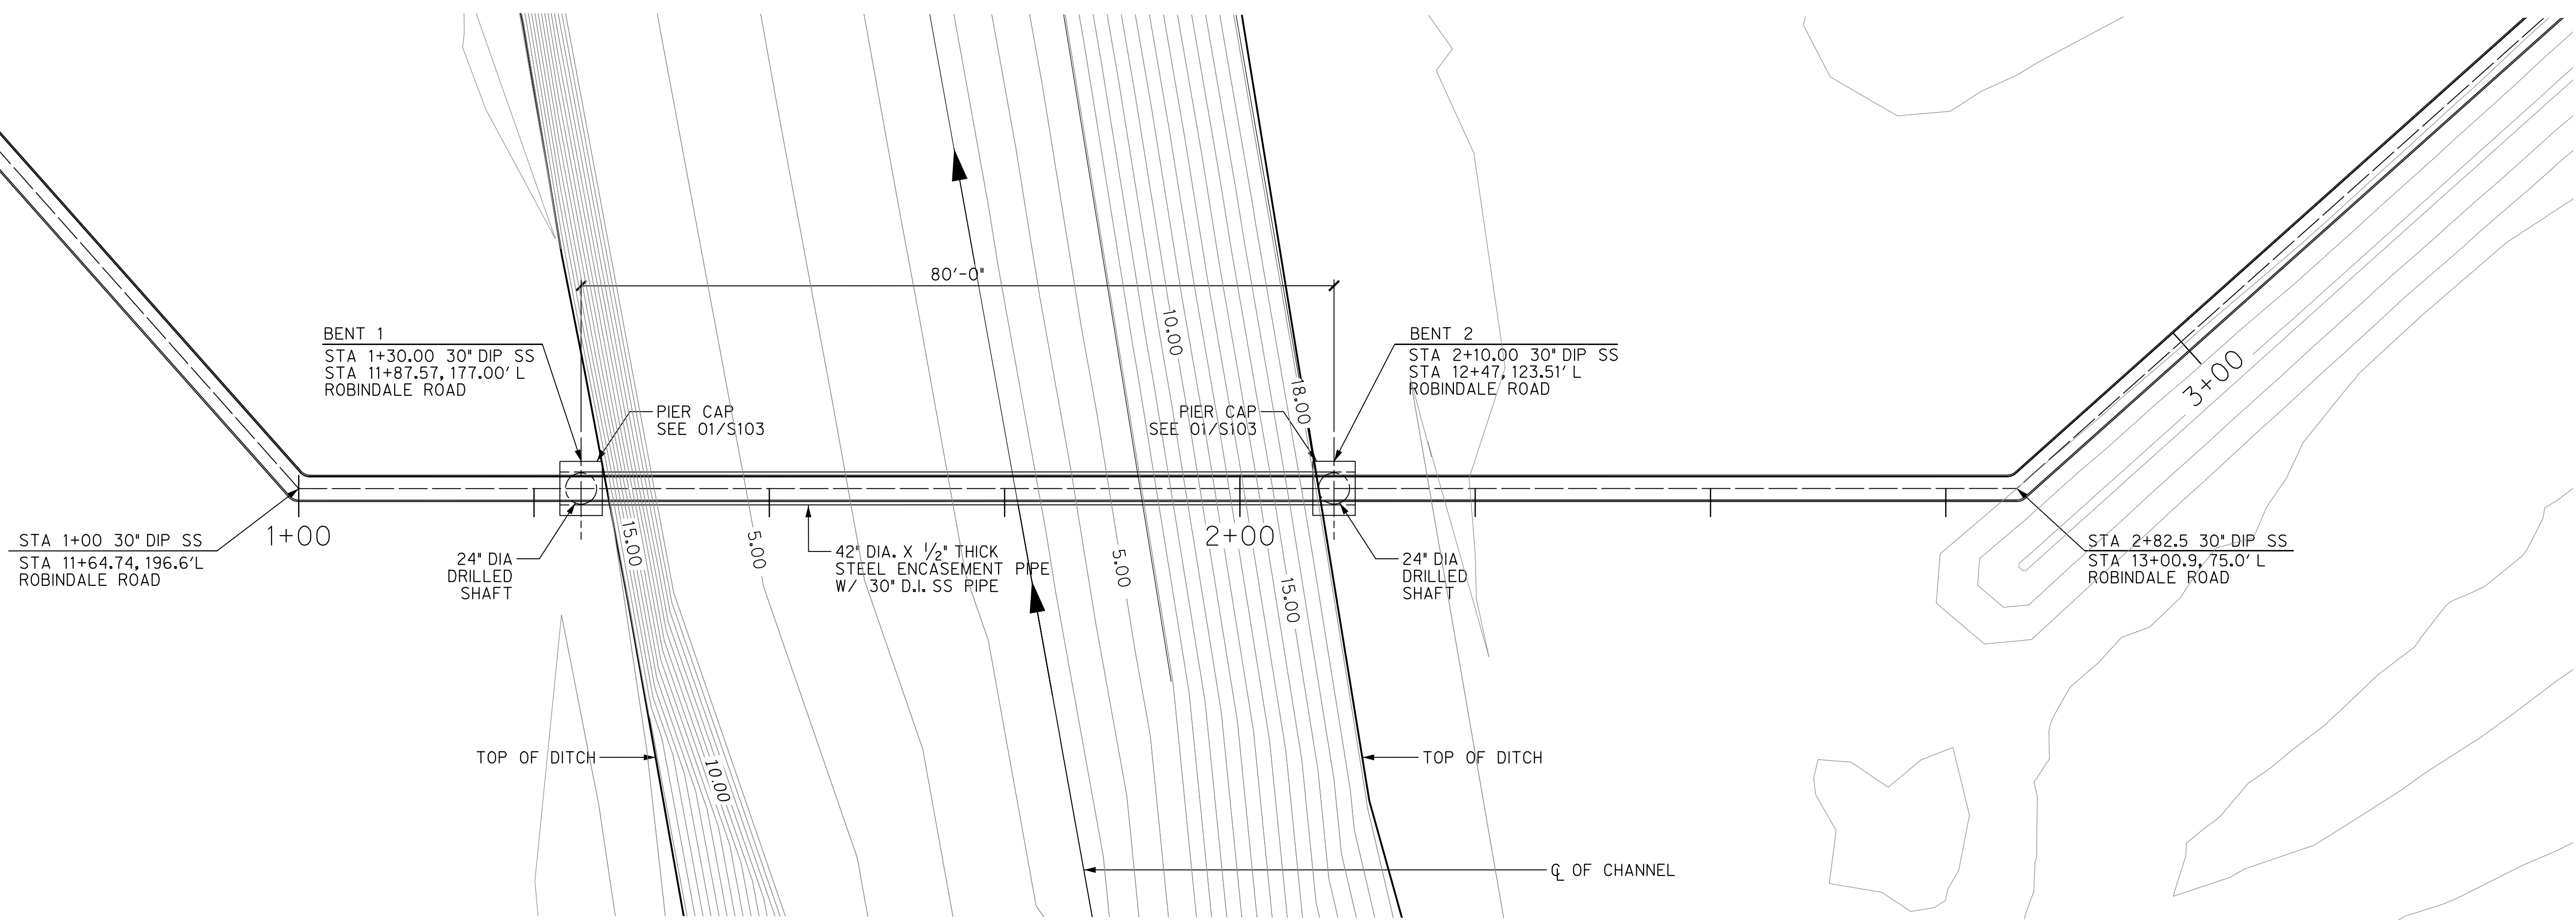 80'-0"
10.00
BENT 1
STA 1+30.00 30" DIP SS
STA 11+87.57, 177.00' L
ROBINDALE ROAD
BENT 2
STA 2+10.00 30" DIP SS
STA 12+47, 123.51' L
ROBINDALE ROAD
3+00
18.00
PIER CAP
SEE 01/S103
PIER CAP
SEE 01/S103
1+00
2+00
STA 1+00 30" DIP SS
STA 11+64.74, 196.6'L
ROBINDALE ROAD
24" DIA
DRILLED
SHAFT
15.00
5.00
42" DIA. X 1/2" THICK
STEEL ENCASEMENT PIPE
W/ 30" D.I. SS PIPE
5.00
15.00
24" DIA
DRILLED
SHAFT
STA 2+82.5 30" DIP SS
STA 13+00.9, 75.0' L
ROBINDALE ROAD
TOP OF DITCH
10.00
TOP OF DITCH
℄ OF CHANNEL